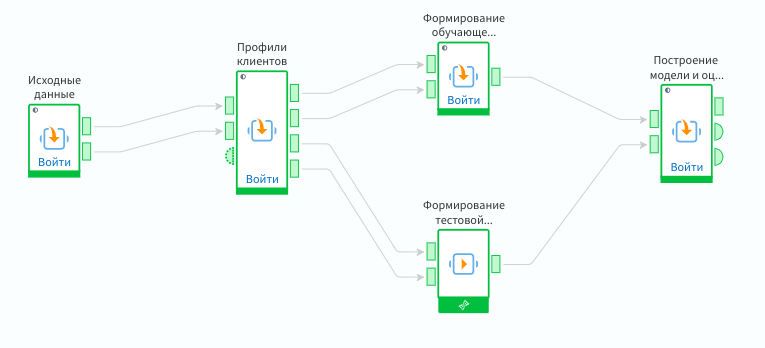 Исходные
данные
Войти
Профили
клиентов
Войти
Формирование
обучающе...
Войти
Формирование
тестовой...
Построение
модели и оц...
Войти